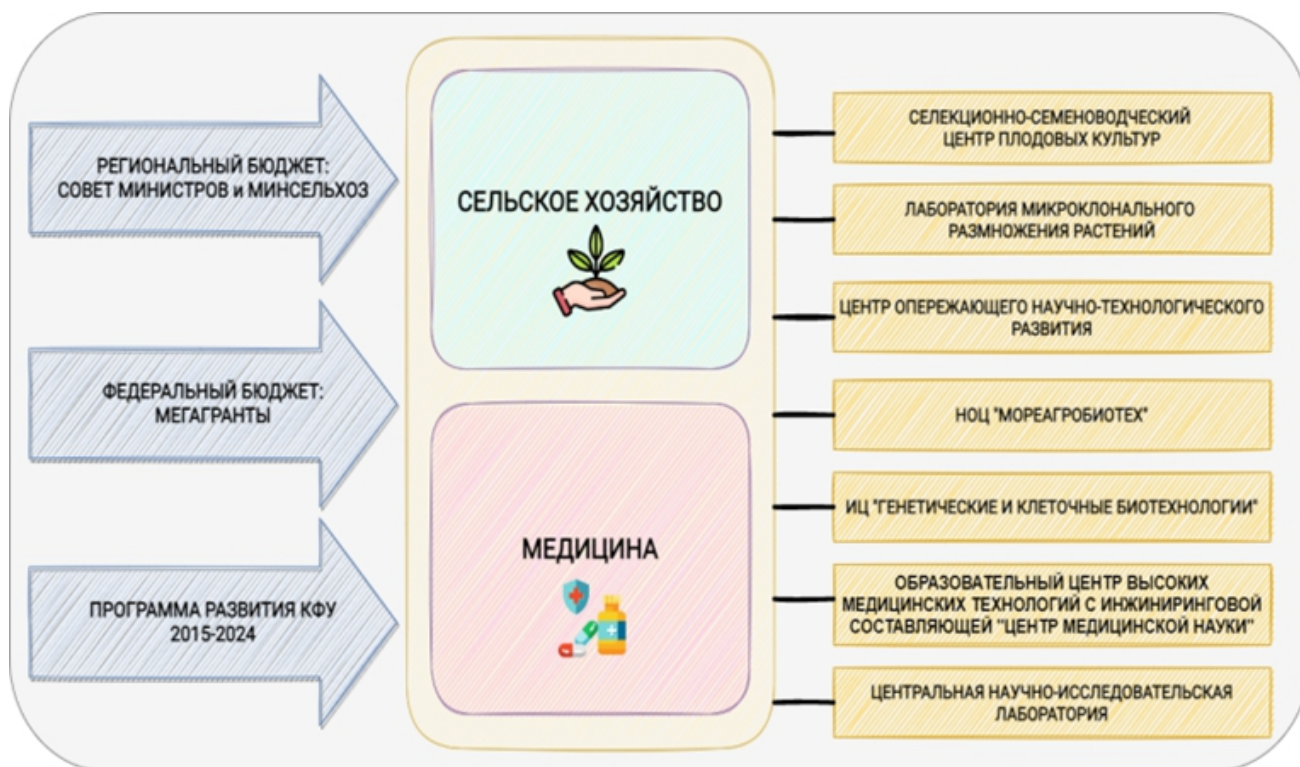 РЕГИОНАЛЬНЫЙ БЮДЖЕТ:
СОВЕТ МИНИСТРОВ и МИНСЕЛЬХОЗ
ФЕДЕРАЛЬНЫЙ БЮДЖЕТ:
МЕГАГРАНТЫ
ПРОГРАММА РАЗВИТИЯ КФУ
2015-2024
СЕЛЬСКОЕ ХОЗЯЙСТВО
МЕДИЦИНА
СЕЛЕКЦИОННО-СЕМЕНОВОДЧЕСКИЙ
ЦЕНТР ПЛОДОВЫХ КУЛЬТУР
ЛАБОРАТОРИЯ МИКРОКЛОНАЛЬНОГО
РАЗМНОЖЕНИЯ РАСТЕНИЙ
ЦЕНТР ОПЕРЕЖАЮЩЕГО НАУЧНО-ТЕХНОЛОГИЧЕСКОГО
РАЗВИТИЯ
НОЦ "МОРЕАГРОБИОТЕХ"
ИЦ "ГЕНЕТИЧЕСКИЕ И КЛЕТОЧНЫЕ БИОТЕХНОЛОГИИ"
ОБРАЗОВАТЕЛЬНЫЙ ЦЕНТР ВЫСОКИХ
МЕДИЦИНСКИХ ТЕХНОЛОГИЙ С ИНЖИНИРИНГОВОЙ
СОСТАВЛЯЮЩЕЙ "ЦЕНТР МЕДИЦИНСКОЙ НАУКИ"
ЦЕНТРАЛЬНАЯ НАУЧНО-ИССЛЕДОВАТЕЛЬСКАЯ
ЛАБОРАТОРИЯ